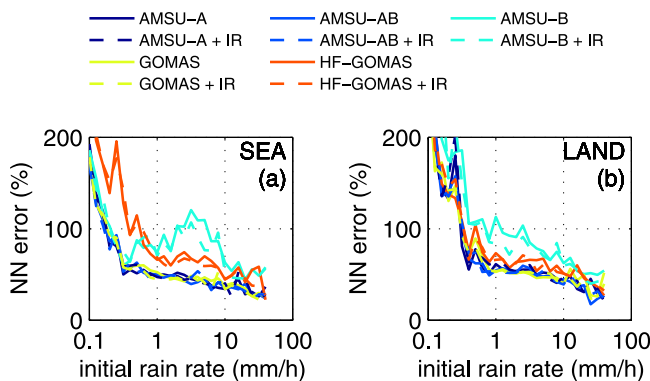 AMSU−A AMSU−AB AMSU−B
AMSU−A + IR AMSU−AB + IR AMSU−B + IR
GOMAS HF−GOMAS
GOMAS + IR HF−GOMAS + IR
200
100
0
NN error (%)
SEA
(a)
0.1 1 10 100
initial rain rate (mm/h)
200
100
0
NN error (%)
LAND
(b)
0.1 1 10 100
initial rain rate (mm/h)